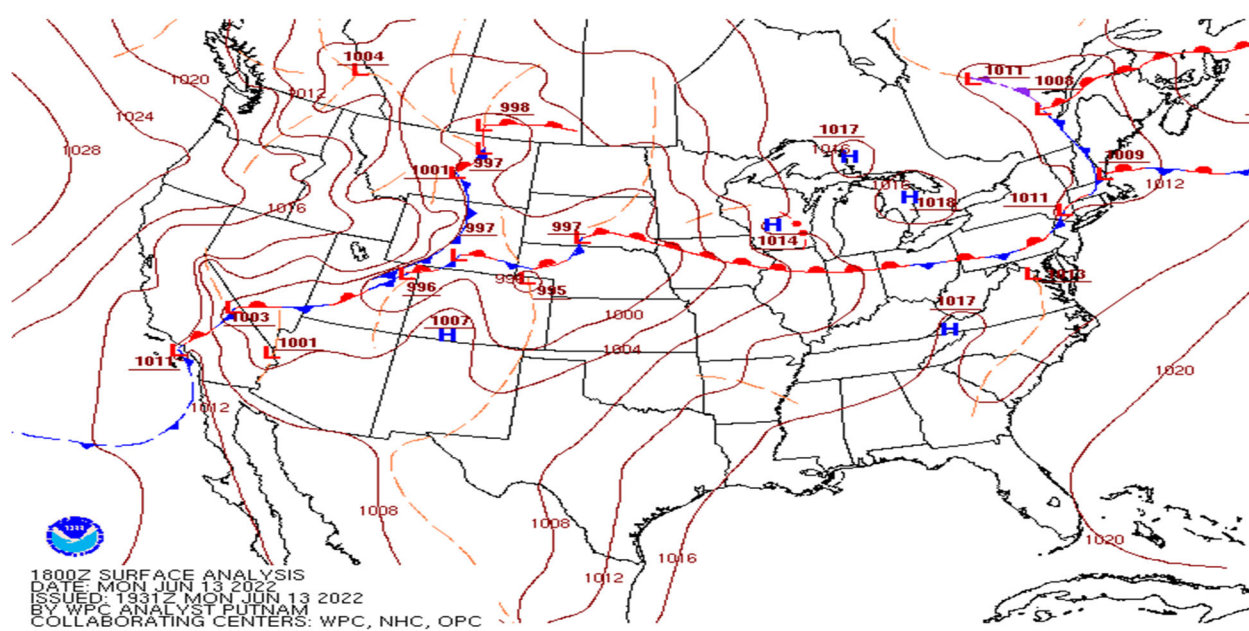 1004
L
1020
1012
1024
1028
998
L
L
997
1001 L
1016
997
L
997
L
L
996
995
L
995
1007
H
L
1003
L
1001
L
1011
1012
1000
1004
1008
1008
1012
1016
1017
1016
H
1016
H
1018
H
1014
1011
L
1008
L
1009
L
1012
1011
L
L
1013
1017
H
1020
1020
1800Z SURFACE ANALYSIS
DATE: MON JUN 13 2022
ISSUED: 1931Z MON JUN 13 2022
BY WPC ANALYST PUTNAM
COLLABORATING CENTERS: WPC, NHC, OPC